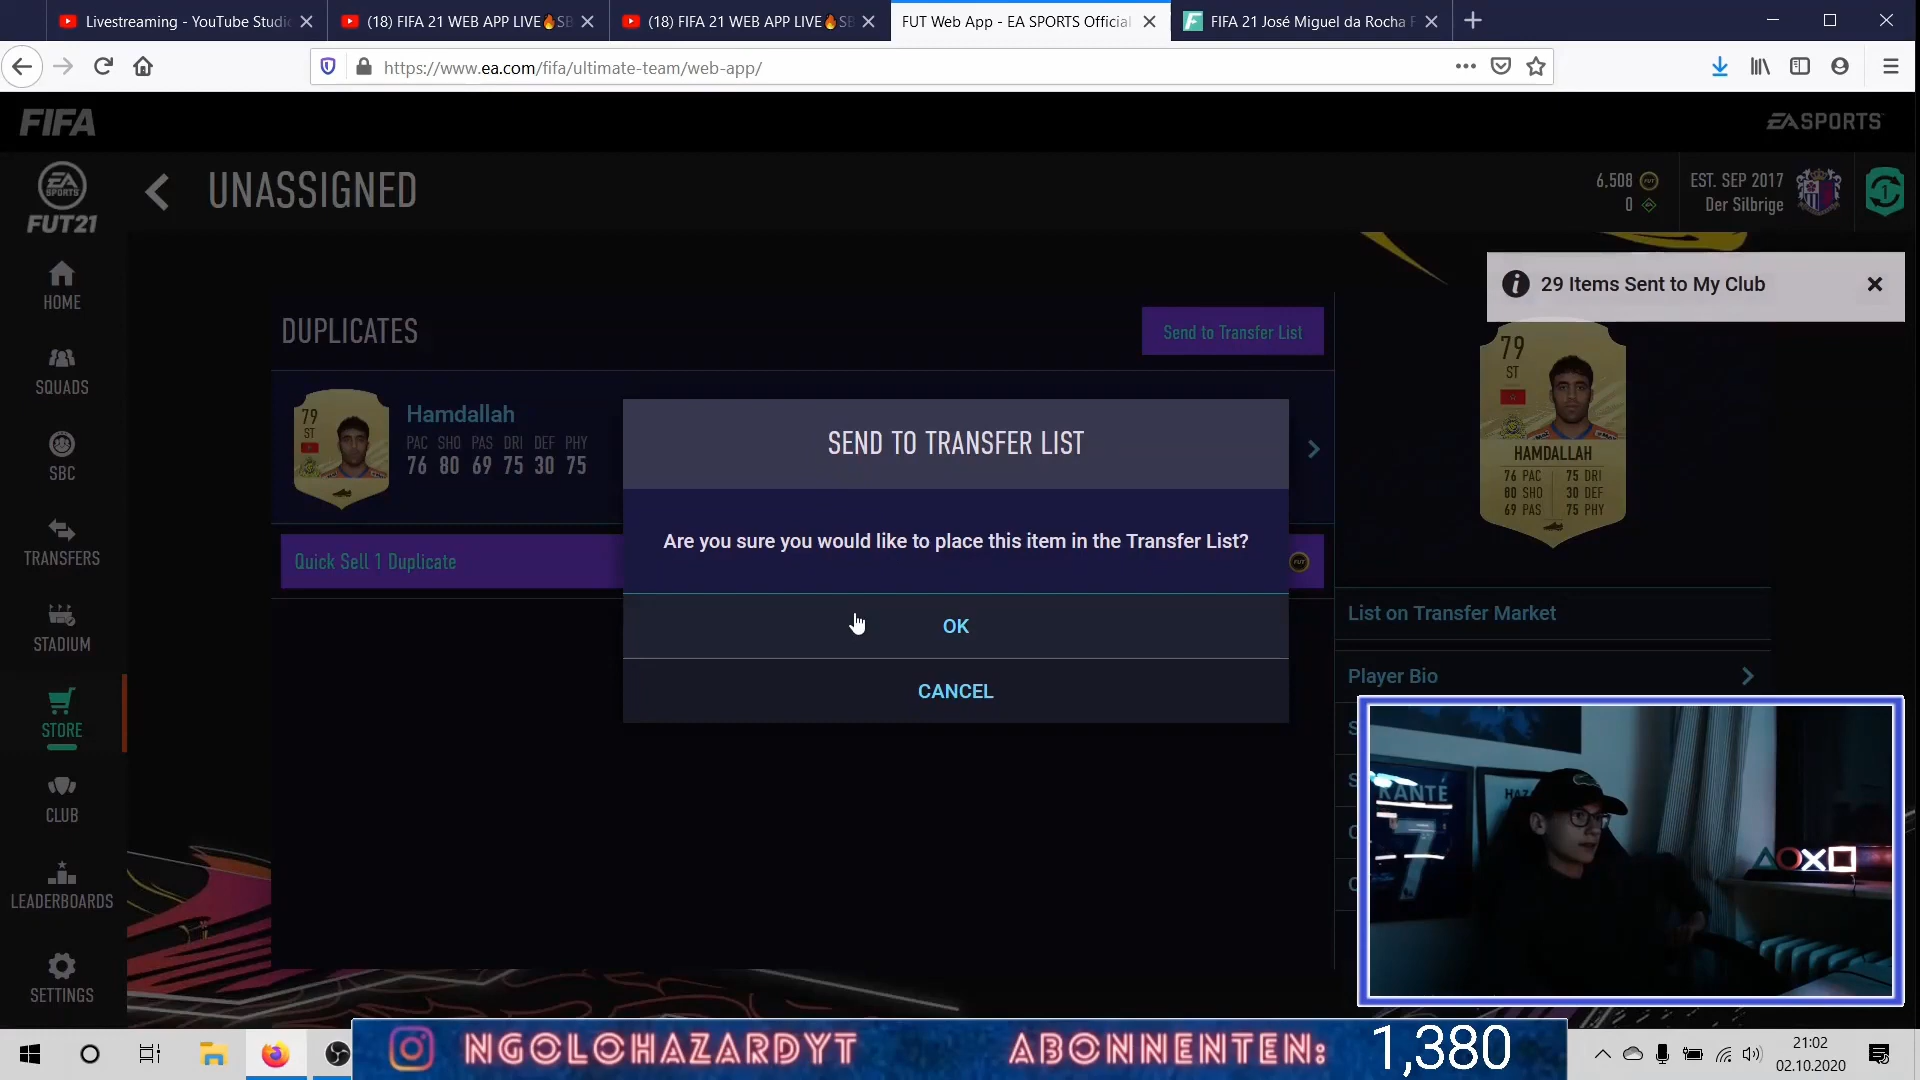 Livestreaming - YouTube Studio
(18) FIFA 21 WEB APP LIVE🔥SB
(18) FIFA 21 WEB APP LIVE🔥SB
FUT Web App - EA SPORTS Official
FIFA 21 José Miguel da Rocha F
https://www.ea.com/fifa/ultimate-team/web-app/
FIFA
EA SPORTS
EA SPORTS
FUT21
UNASSIGNED
6,508
0
EST. SEP 2017
Der Silbrige
1
HOME
SQUADS
SBC
TRANSFERS
STADIUM
STORE
CLUB
LEADERBOARDS
SETTINGS
29 Items Sent to My Club
DUPLICATES
Send to Transfer List
79
ST
Hamdallah
PAC SHO PAS DRI DEF PHY
76 80 69 75 30 75
Quick Sell 1 Duplicate
FUT
SEND TO TRANSFER LIST
Are you sure you would like to place this item in the Transfer List?
OK
CANCEL
79
ST
HAMDALLAH
76 PAC 75 DRI
80 SHO 30 DEF
69 PAS 75 PHY
List on Transfer Market
Player Bio
KANTÉ
NGOLOHAZARDYT
ABONNENTEN:
1,380
21:02
02.10.2020